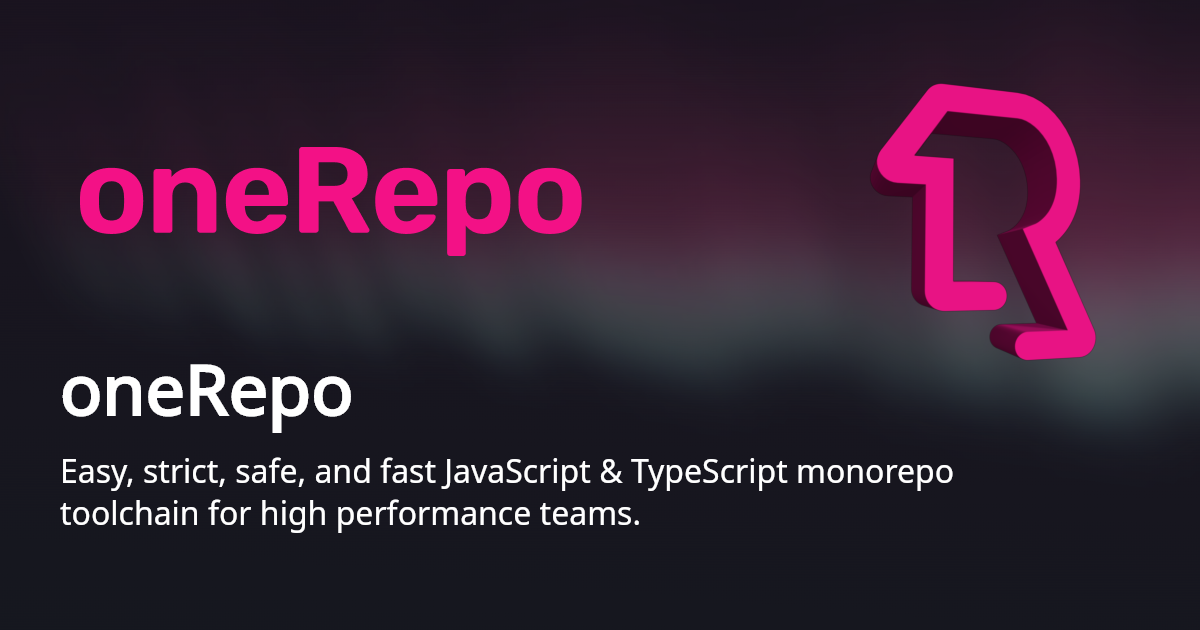 oneRepo
oneRepo
Easy, strict, safe, and fast JavaScript & TypeScript monorepo
toolchain for high performance teams.